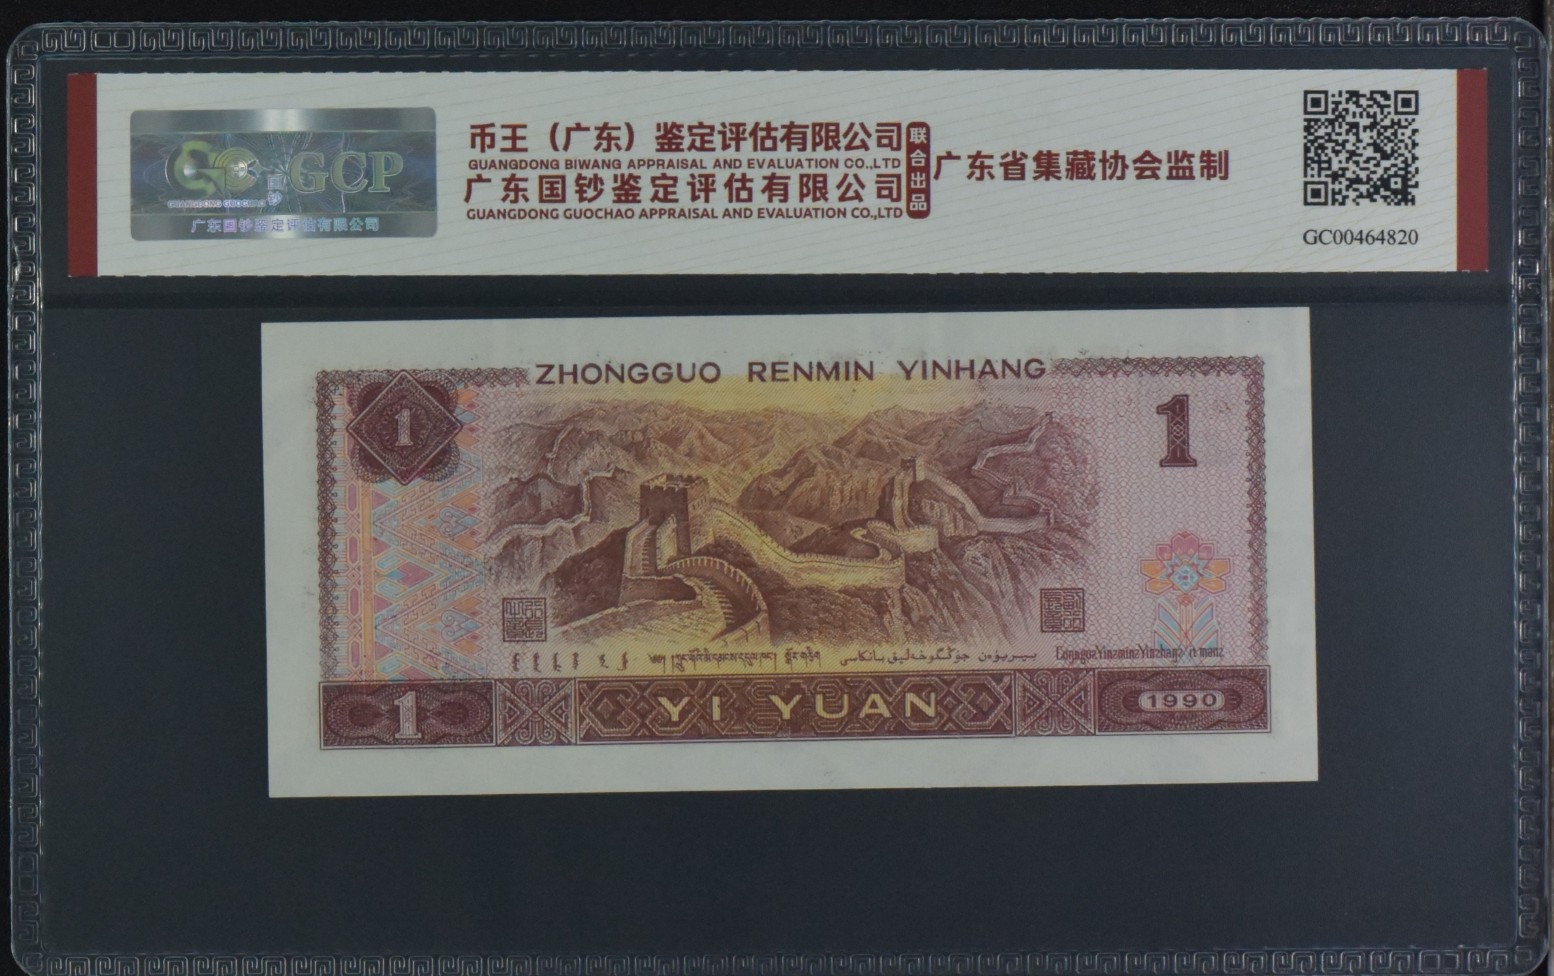 GCP
GUANGDONG GUOCHAO
广东国钞鉴定评估有限公司
币王（广东）鉴定评估有限公司
GUANGDONG BIWANG APPRAISAL AND EVALUATION CO.,LTD
广东国钞鉴定评估有限公司
GUANGDONG GUOCHAO APPRAISAL AND EVALUATION CO.,LTD
联合出品
广东省集藏协会监制
GC00464820
ZHONGGUO RENMIN YINHANG
1
1
1
YI YUAN
1990